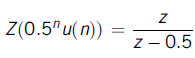 Z(0.5ⁿu(n)) = z / (z − 0.5)